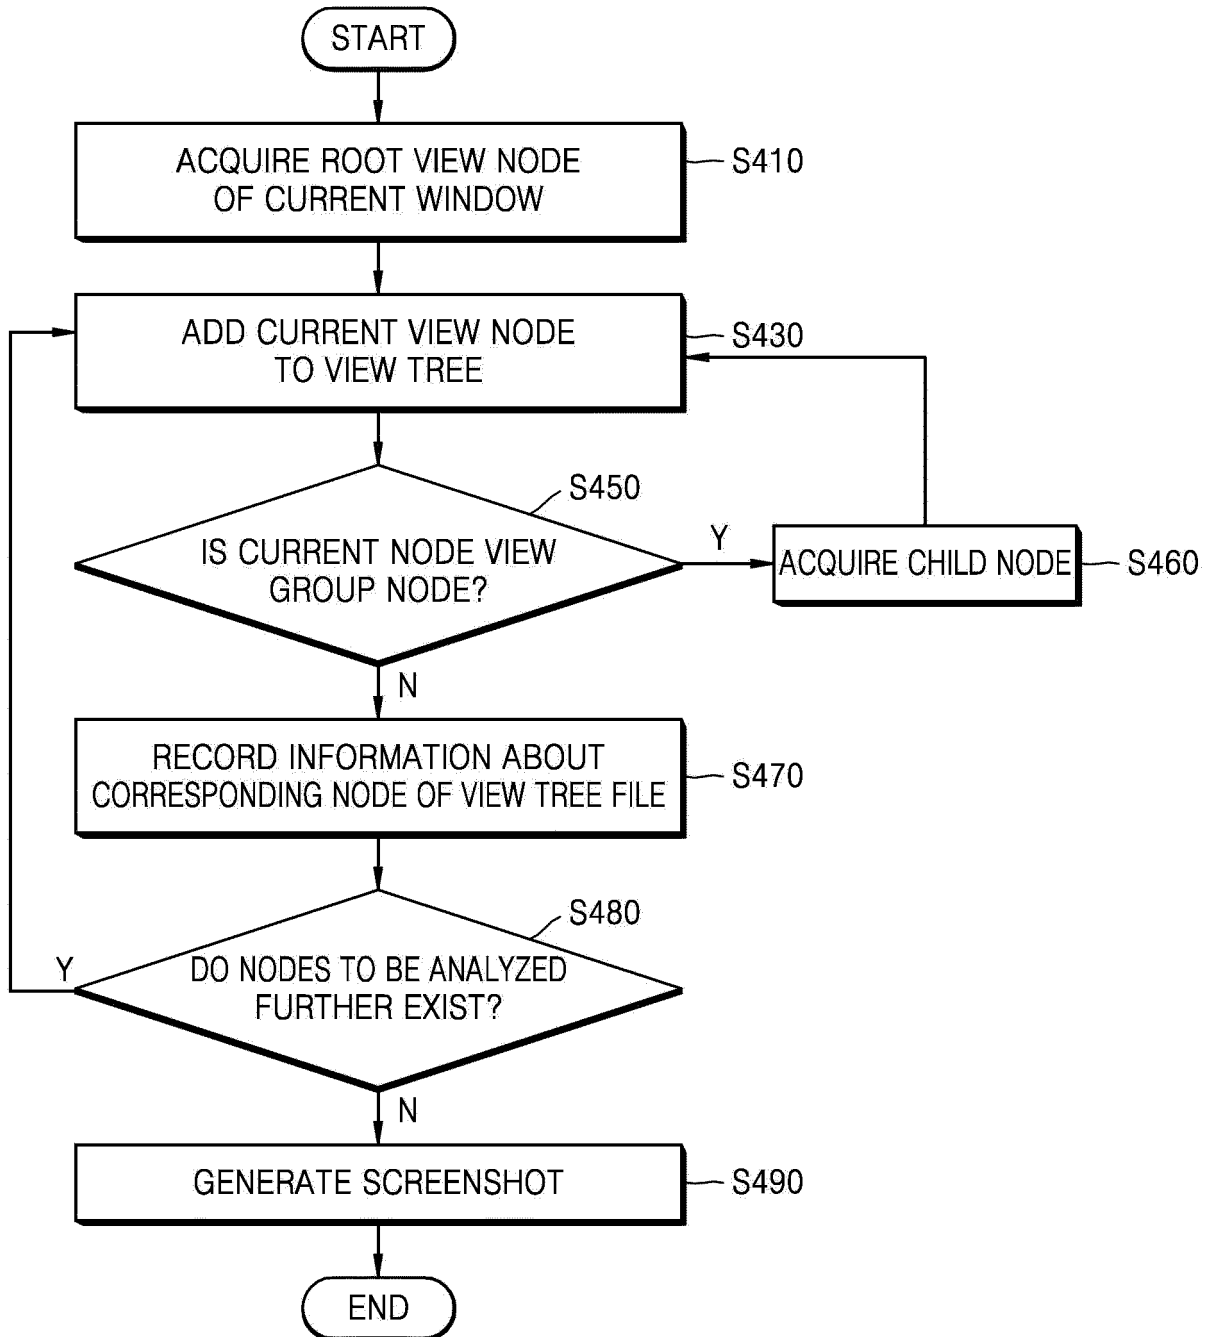 START
ACQUIRE ROOT VIEW NODE
OF CURRENT WINDOW
S410
ADD CURRENT VIEW NODE
TO VIEW TREE
S430
S450
IS CURRENT NODE VIEW
GROUP NODE?
Y
ACQUIRE CHILD NODE
S460
N
RECORD INFORMATION ABOUT
CORRESPONDING NODE OF VIEW TREE FILE
S470
S480
Y
DO NODES TO BE ANALYZED
FURTHER EXIST?
N
GENERATE SCREENSHOT
S490
END